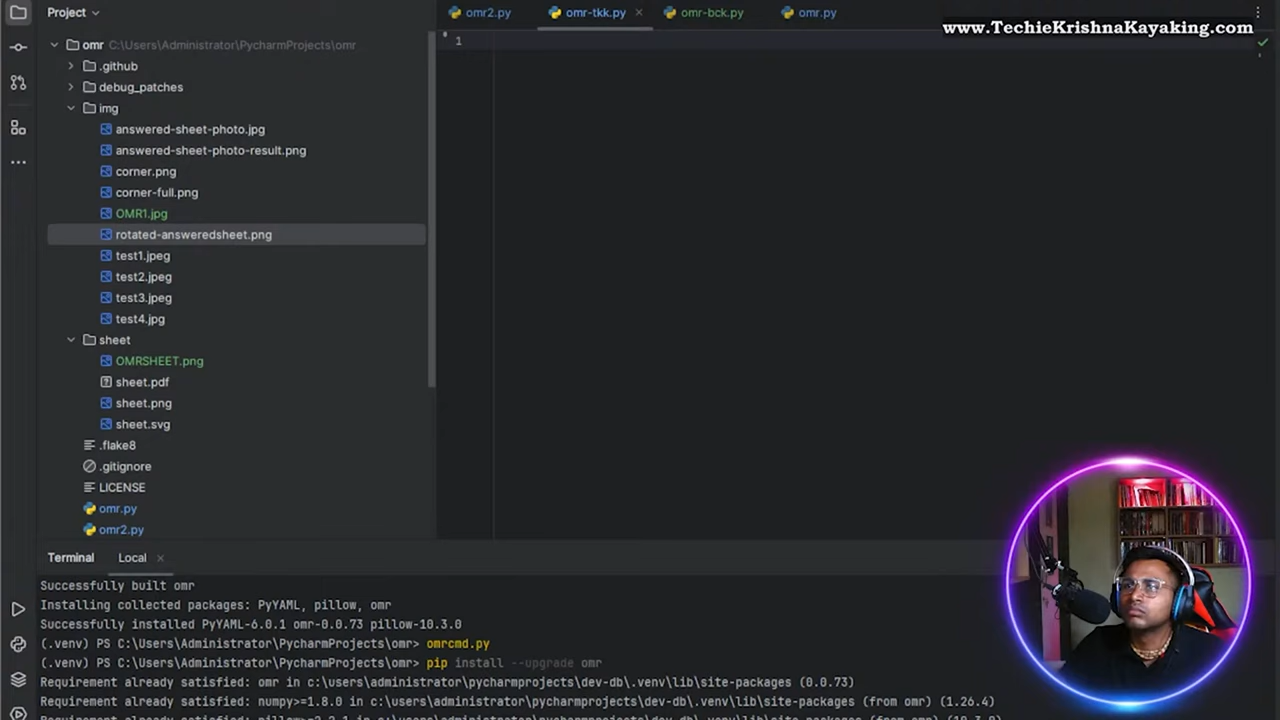 Project
omr2.py
omr-tkk.py
omr-bck.py
omr.py
www.TechieKrishnaKayaking.com
omr C:\Users\Administrator\PycharmProjects\omr
1
.github
debug_patches
img
answered-sheet-photo.jpg
answered-sheet-photo-result.png
corner.png
corner-full.png
OMR1.jpg
rotated-answeredsheet.png
test1.jpeg
test2.jpeg
test3.jpeg
test4.jpg
sheet
OMRSHEET.png
sheet.pdf
sheet.png
sheet.svg
.flake8
.gitignore
LICENSE
omr.py
omr2.py
Terminal
Local
Successfully built omr
Installing collected packages: PyYAML, pillow, omr
Successfully installed PyYAML-6.0.1 omr-0.0.73 pillow-10.3.0
(.venv) PS C:\Users\Administrator\PycharmProjects\omr> omrcmd.py
(.venv) PS C:\Users\Administrator\PycharmProjects\omr> pip install --upgrade omr
Requirement already satisfied: omr in c:\users\administrator\pycharmprojects\dev-db\.venv\lib\site-packages (0.0.73)
Requirement already satisfied: numpy>=1.8.0 in c:\users\administrator\pycharmprojects\dev-db\.venv\lib\site-packages (from omr) (1.26.4)